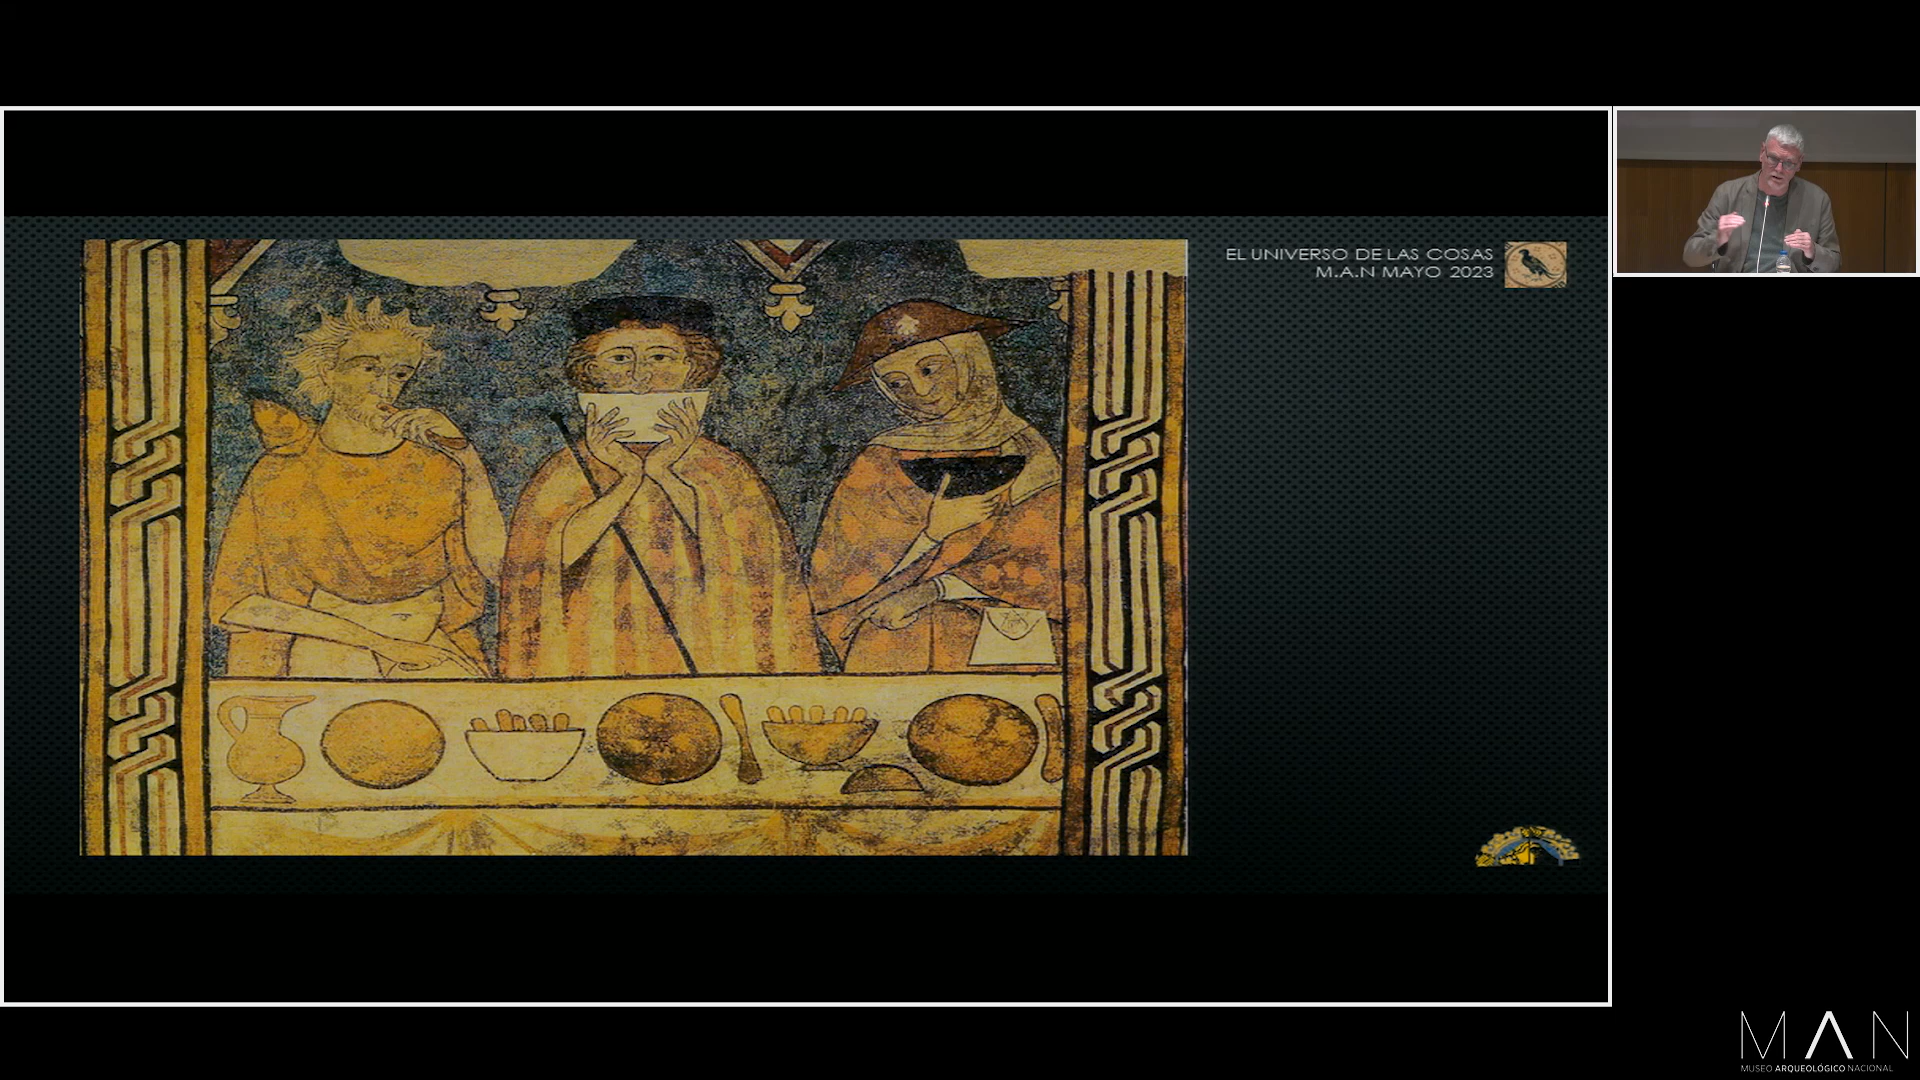 EL UNIVERSO DE LAS COSAS
M.A.N MAYO 2023
MAN
MUSEO ARQUEOLÓGICO NACIONAL